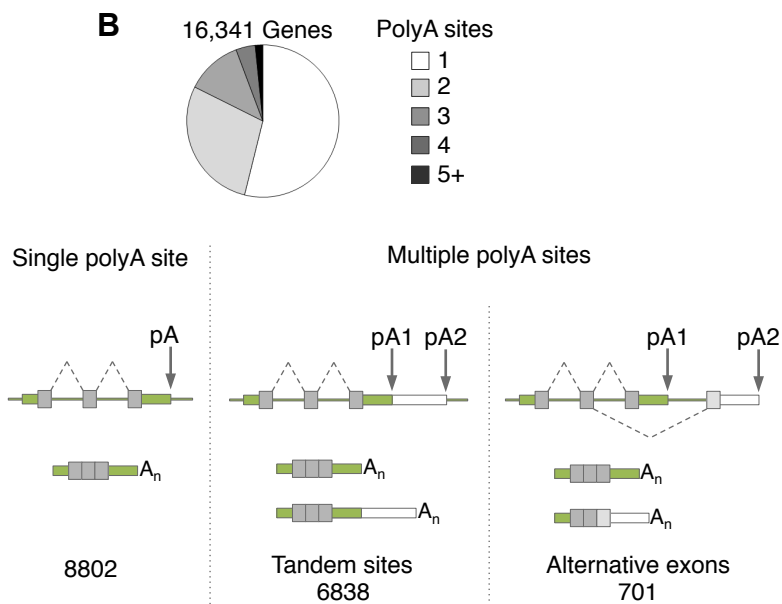 B
16,341 Genes
PolyA sites
1
2
3
4
5+
Single polyA site
Multiple polyA sites
pA
pA1
pA2
pA1
pA2
An
An
An
An
An
8802
Tandem sites
6838
Alternative exons
701